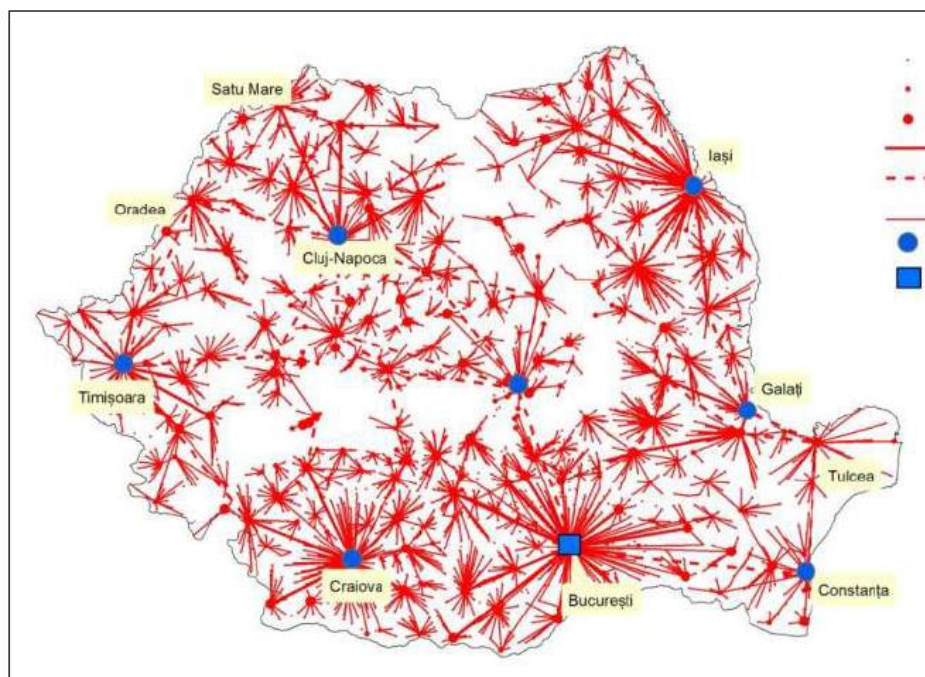 Satu Mare
Iași
Oradea
Cluj-Napoca
Timișoara
Galați
Tulcea
Craiova
București
Constanța